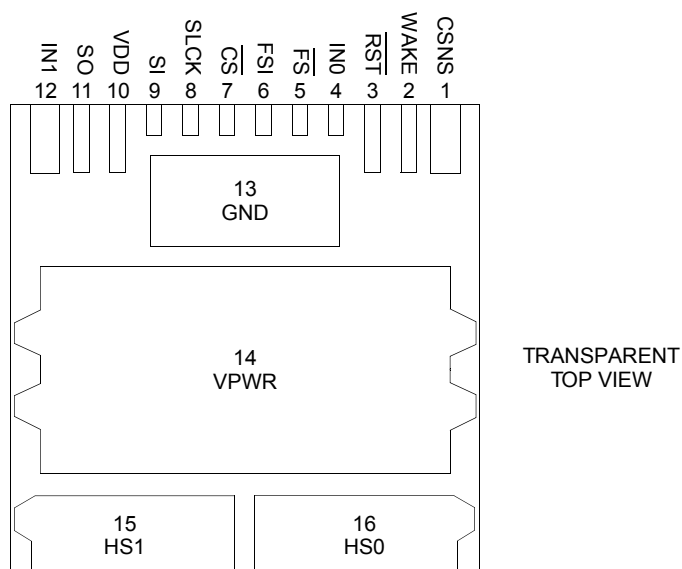 IN1
SO
VDD
SI
SLCK
CS
FSI
FS
IN0
RST
WAKE
CSNS
12 11 10 9 8 7 6 5 4 3 2 1
13
GND
14
VPWR
TRANSPARENT
TOP VIEW
15
HS1
16
HS0